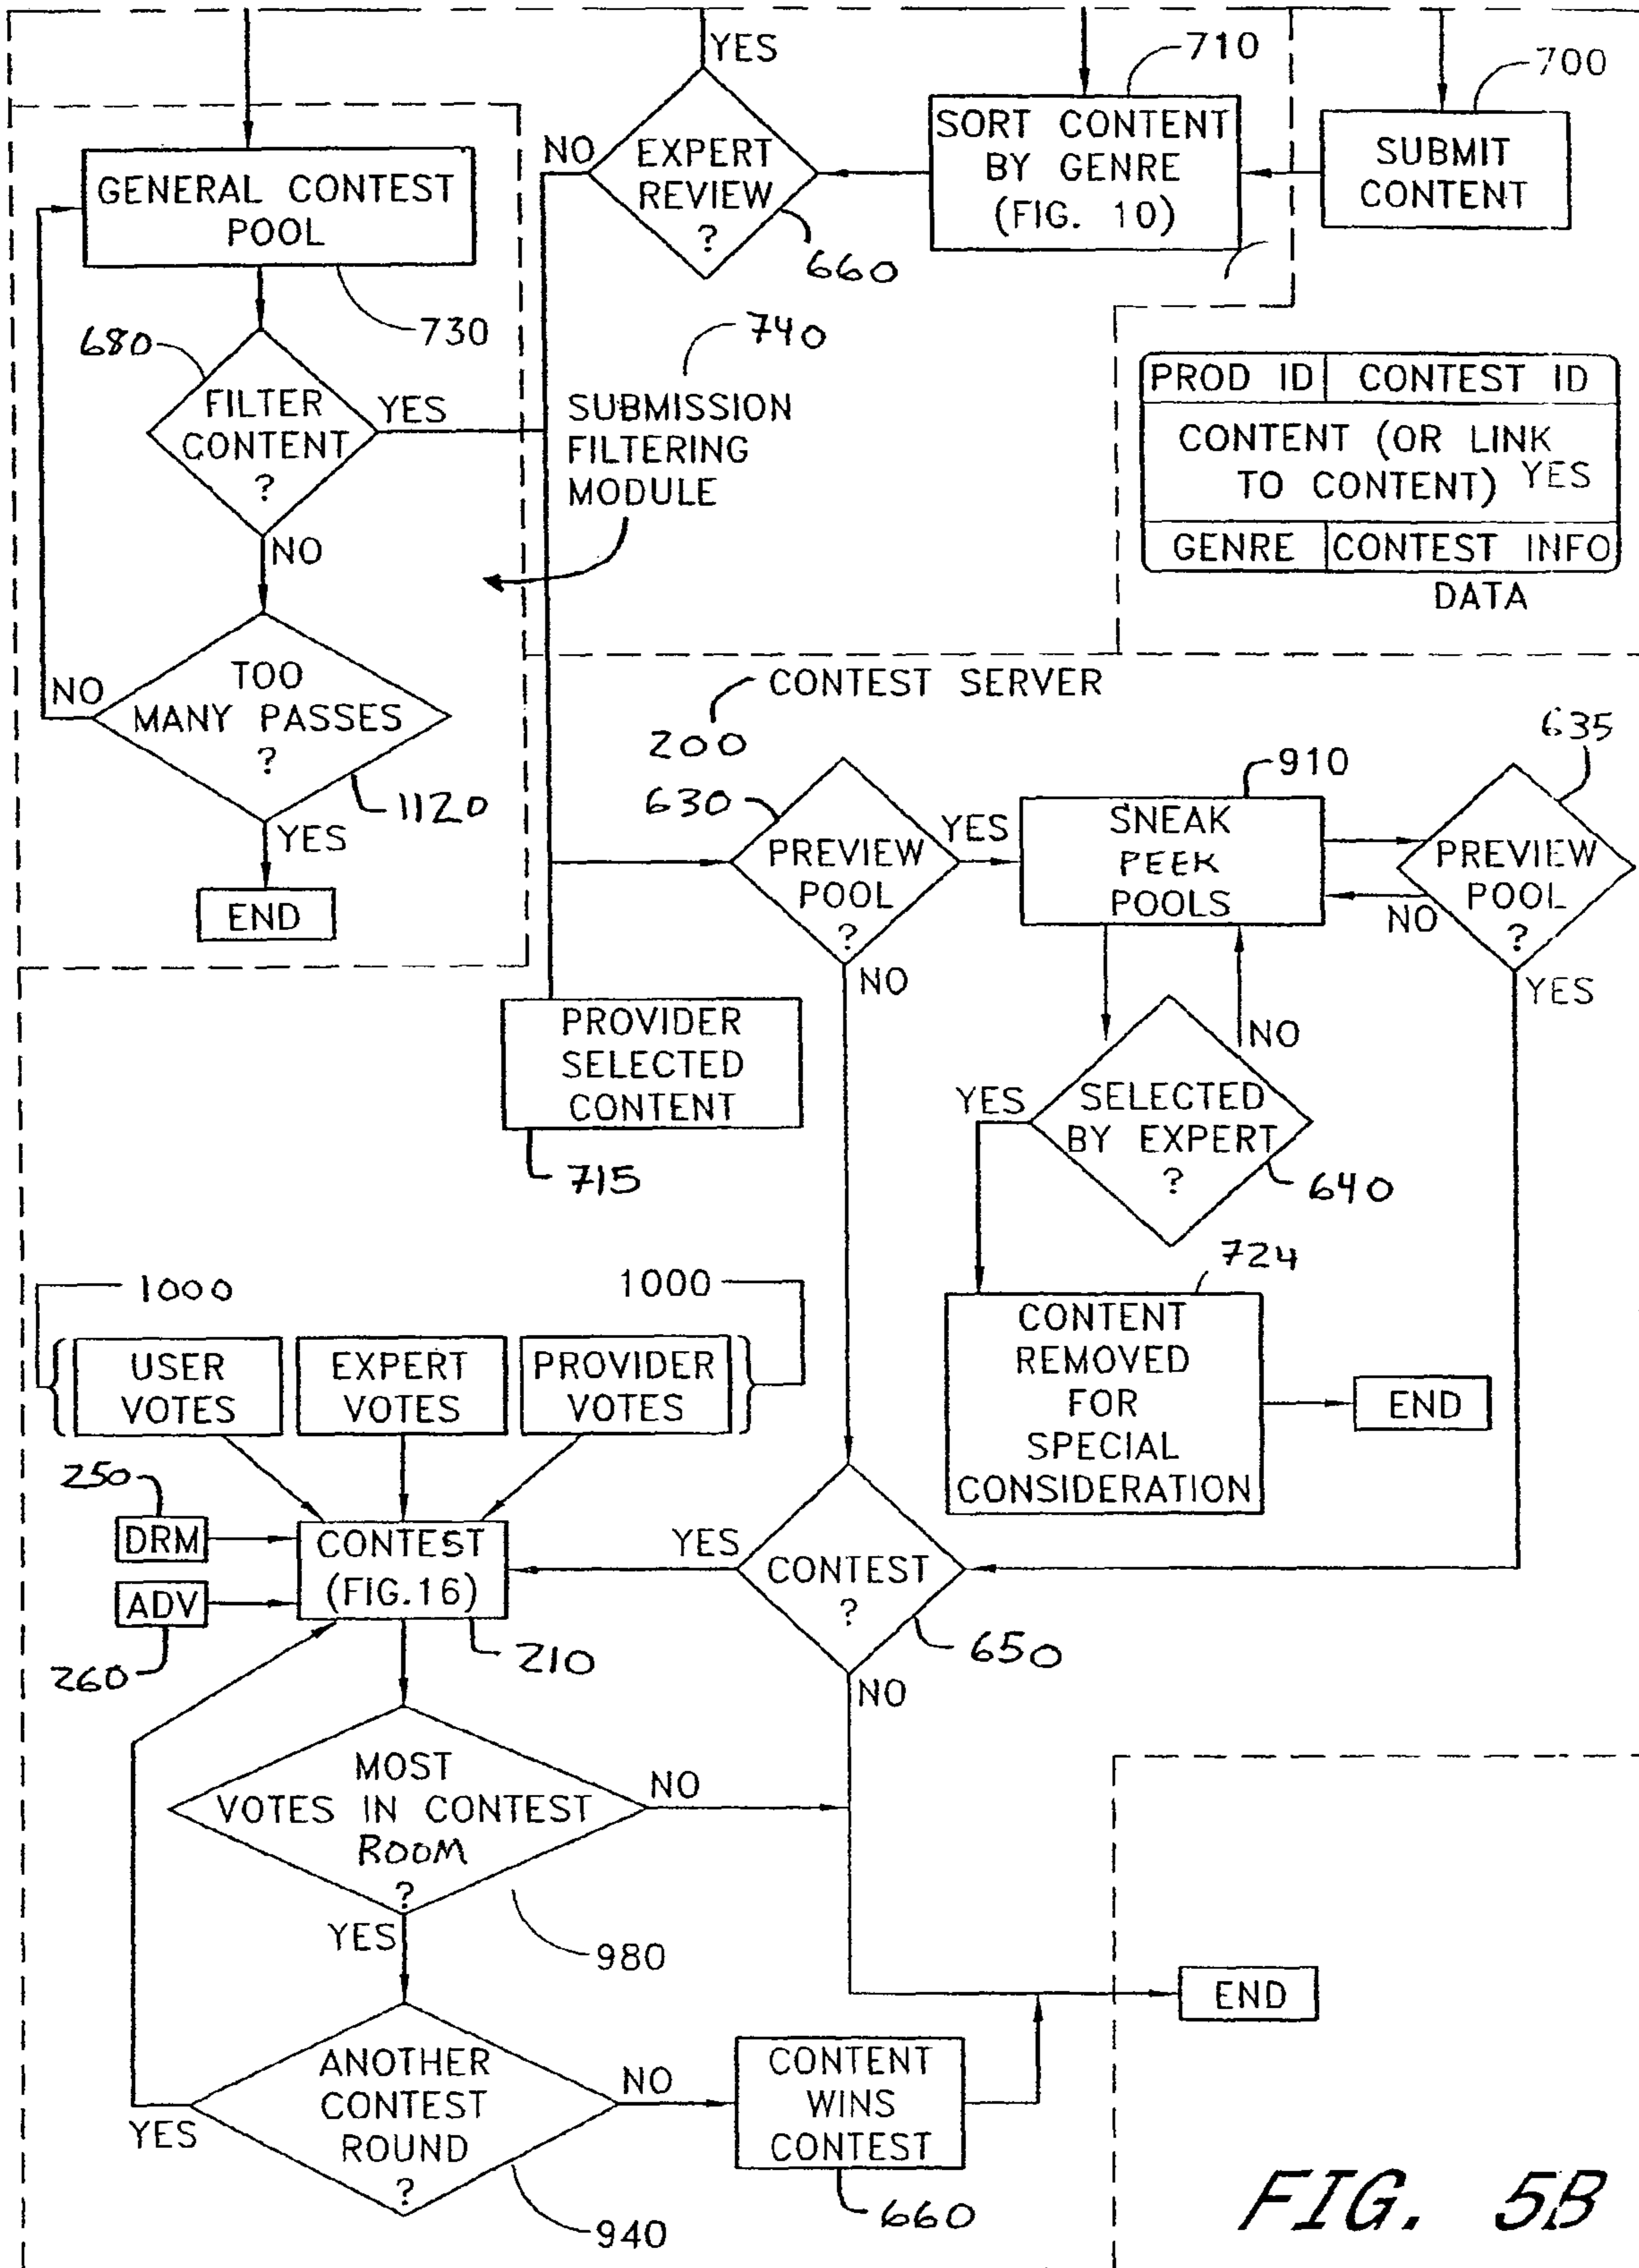 YES
710
700
SORT CONTENT
BY GENRE
(FIG. 10)
SUBMIT
CONTENT
NO
EXPERT
REVIEW
?
660
GENERAL CONTEST
POOL
730
680
FILTER
CONTENT
?
YES
NO
740
SUBMISSION
FILTERING
MODULE
PROD ID CONTEST ID
CONTENT (OR LINK
TO CONTENT) YES
GENRE CONTEST INFO
DATA
NO
TOO
MANY PASSES
?
1120
YES
END
CONTEST SERVER
200
630
PREVIEW
POOL
?
YES
NO
910
SNEAK
PEEK
POOLS
635
PREVIEW
POOL
?
NO
YES
PROVIDER
SELECTED
CONTENT
715
YES
NO
SELECTED
BY EXPERT
?
640
724
CONTENT
REMOVED
FOR
SPECIAL
CONSIDERATION
END
1000
1000
USER
VOTES
EXPERT
VOTES
PROVIDER
VOTES
250
DRM
ADV
260
CONTEST
(FIG.16)
210
YES
CONTEST
?
650
NO
MOST
VOTES IN CONTEST
ROOM
?
NO
YES
980
END
ANOTHER
CONTEST
ROUND
?
YES
NO
940
CONTENT
WINS
CONTEST
660
FIG. 5B